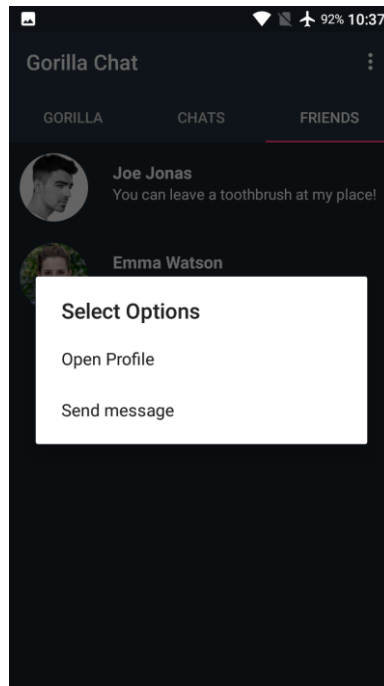 92% 10:37
Gorilla Chat
GORILLA CHATS FRIENDS
Joe Jonas
You can leave a toothbrush at my place!
Emma Watson
Select Options
Open Profile
Send message